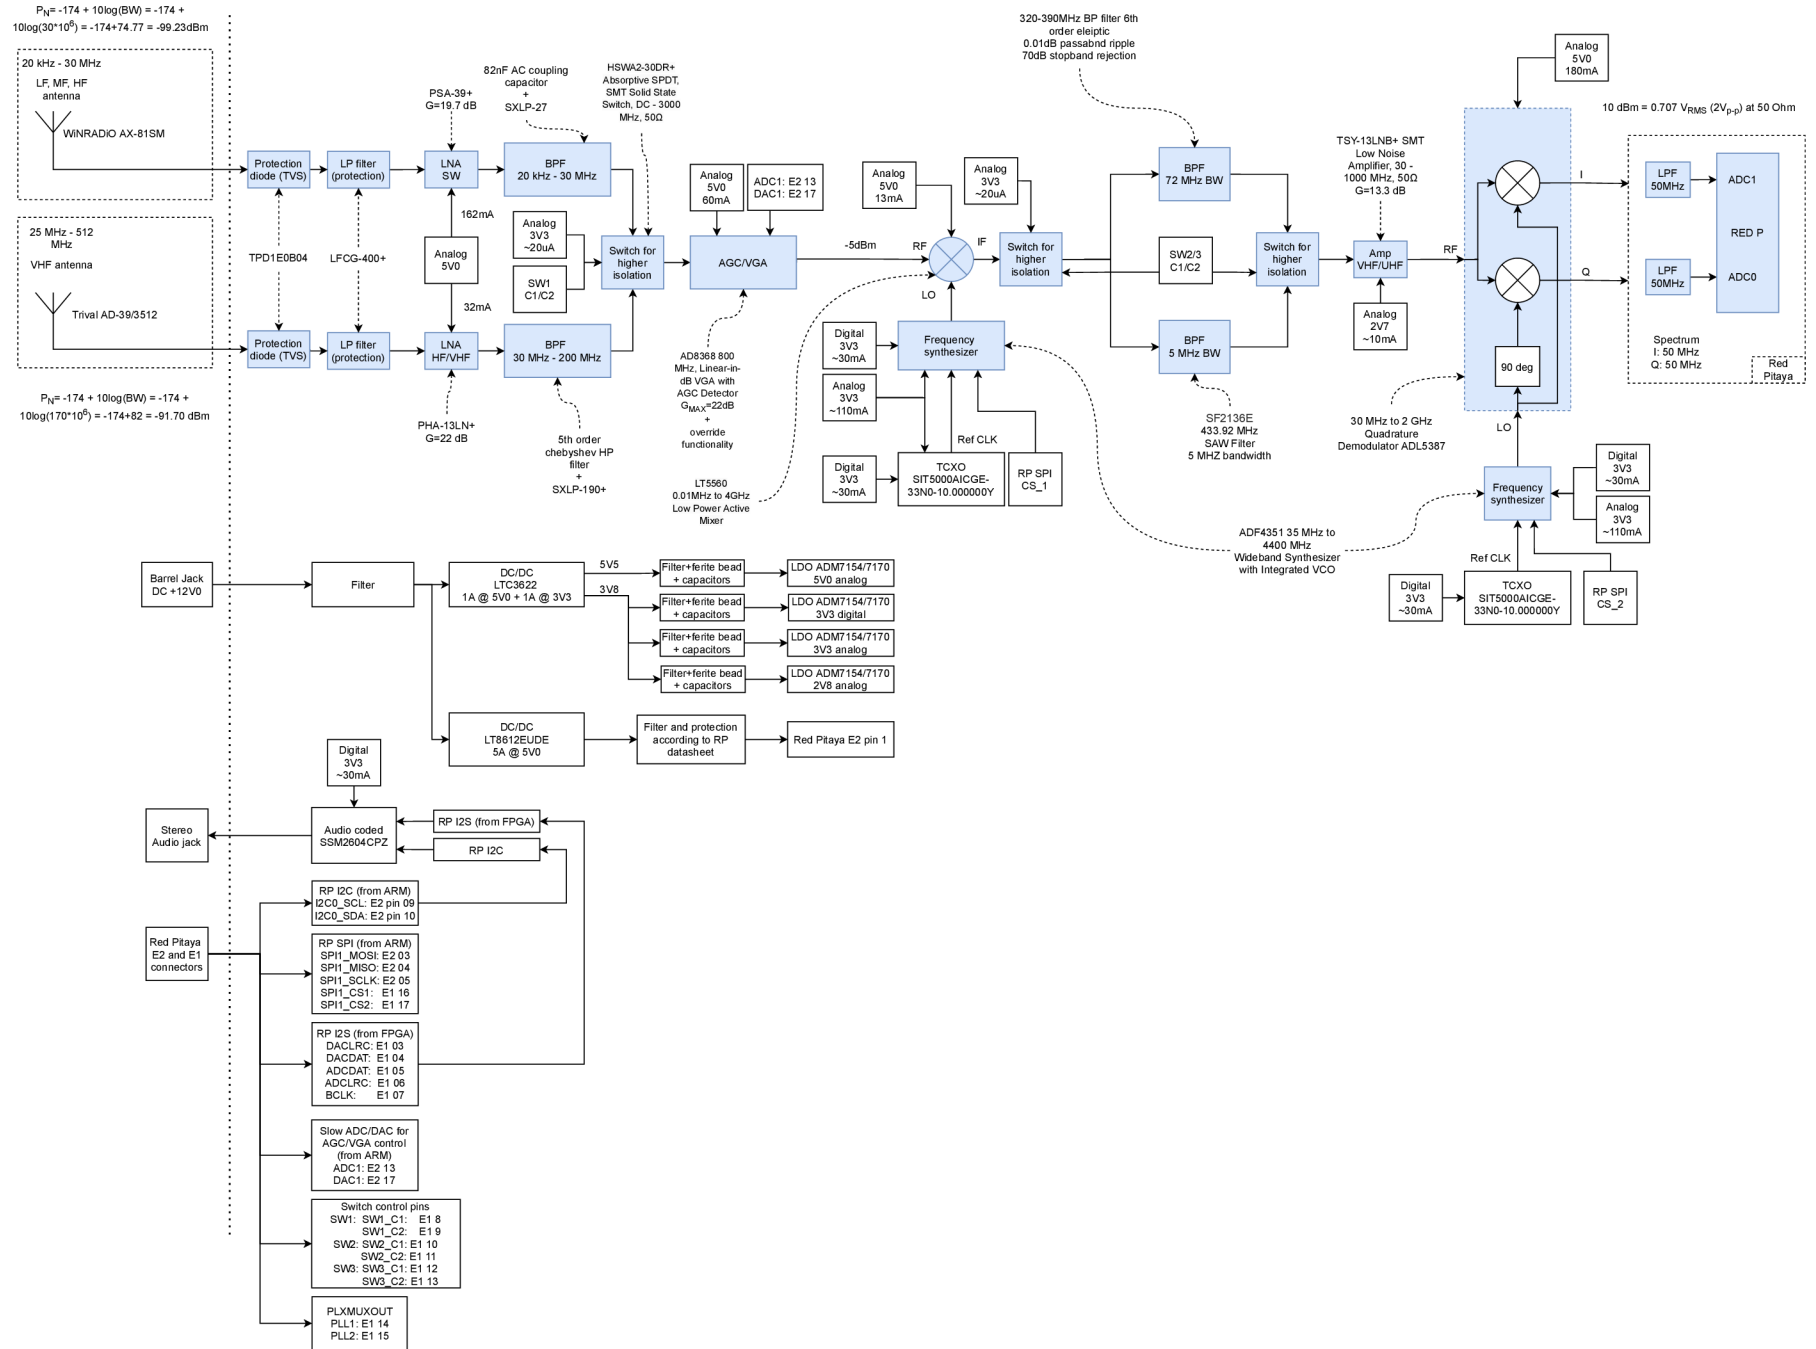 PN= -174 + 10log(BW) = -174 +
10log(30*10^6) = -174+74.77 = -99.23dBm
20 kHz - 30 MHz
LF, MF, HF
antenna
WiNRADiO AX-81SM
25 MHz - 512
MHz
VHF antenna
Trival AD-39/3512
PN= -174 + 10log(BW) = -174 +
10log(170*10^6) = -174+82 = -91.70 dBm
Protection
diode (TVS)
LP filter
(protection)
PSA-39+
G=19.7 dB
LNA
SW
82nF AC coupling
capacitor
+
SXLP-27
BPF
20 kHz - 30 MHz
TPD1E0B04
LFCG-400+
162mA
Analog
5V0
32mA
Protection
diode (TVS)
LP filter
(protection)
LNA
HF/VHF
PHA-13LN+
G=22 dB
BPF
30 MHz - 200 MHz
5th order
chebyshev HP
filter
+
SXLP-190+
HSWA2-30DR+
Absorptive SPDT,
SMT Solid State
Switch, DC - 3000
MHz, 50Ω
Analog
3V3
~20uA
SW1
C1/C2
Switch for
higher
isolation
Analog
5V0
60mA
ADC1: E2 13
DAC1: E2 17
AGC/VGA
AD8368 800
MHz, Linear-in-
dB VGA with
AGC Detector
GMAX=22dB
+
override
functionality
-5dBm
RF
IF
LO
Analog
5V0
13mA
LT5560
0.01MHz to 4GHz
Low Power Active
Mixer
Analog
3V3
~20uA
Switch for
higher
isolation
Digital
3V3
~30mA
Analog
3V3
~110mA
Frequency
synthesizer
Ref CLK
Digital
3V3
~30mA
TCXO
SIT5000AICGE-
33N0-10.000000Y
RP SPI
CS_1
320-390MHz BP filter 6th
order eleiptic
0.01dB passabnd ripple
70dB stopband rejection
BPF
72 MHz BW
SW2/3
C1/C2
BPF
5 MHz BW
SF2136E
433.92 MHz
SAW Filter
5 MHZ bandwidth
Switch for
higher
isolation
TSY-13LNB+ SMT
Low Noise
Amplifier, 30 -
1000 MHz, 50Ω
G=13.3 dB
Amp
VHF/UHF
Analog
2V7
~10mA
RF
Analog
5V0
180mA
90 deg
LO
I
Q
30 MHz to 2 GHz
Quadrature
Demodulator ADL5387
ADF4351 35 MHz to
4400 MHz
Wideband Synthesizer
with Integrated VCO
Frequency
synthesizer
Digital
3V3
~30mA
Analog
3V3
~110mA
Ref CLK
Digital
3V3
~30mA
TCXO
SIT5000AICGE-
33N0-10.000000Y
RP SPI
CS_2
10 dBm = 0.707 VRMS (2Vp-p) at 50 Ohm
LPF
50MHz
LPF
50MHz
ADC1
RED P
ADC0
Spectrum
I: 50 MHz
Q: 50 MHz
Red
Pitaya
Barrel Jack
DC +12V0
Filter
DC/DC
LTC3622
1A @ 5V0 + 1A @ 3V3
5V5
3V8
Filter+ferite bead
+ capacitors
LDO ADM7154/7170
5V0 analog
Filter+ferite bead
+ capacitors
LDO ADM7154/7170
3V3 digital
Filter+ferite bead
+ capacitors
LDO ADM7154/7170
3V3 analog
Filter+ferite bead
+ capacitors
LDO ADM7154/7170
2V8 analog
DC/DC
LT8612EUDE
5A @ 5V0
Filter and protection
according to RP
datasheet
Red Pitaya E2 pin 1
Digital
3V3
~30mA
Stereo
Audio jack
Audio coded
SSM2604CPZ
RP I2S (from FPGA)
RP I2C
Red Pitaya
E2 and E1
connectors
RP I2C (from ARM)
I2C0_SCL: E2 pin 09
I2C0_SDA: E2 pin 10
RP SPI (from ARM)
SPI1_MOSI: E2 03
SPI1_MISO: E2 04
SPI1_SCLK: E2 05
SPI1_CS1: E1 16
SPI1_CS2: E1 17
RP I2S (from FPGA)
DACLRC: E1 03
DACDAT: E1 04
ADCDAT: E1 05
ADCLRC: E1 06
BCLK: E1 07
Slow ADC/DAC for
AGC/VGA control
(from ARM)
ADC1: E2 13
DAC1: E2 17
Switch control pins
SW1: SW1_C1: E1 8
SW1_C2: E1 9
SW2: SW2_C1: E1 10
SW2_C2: E1 11
SW3: SW3_C1: E1 12
SW3_C2: E1 13
PLXMUXOUT
PLL1: E1 14
PLL2: E1 15